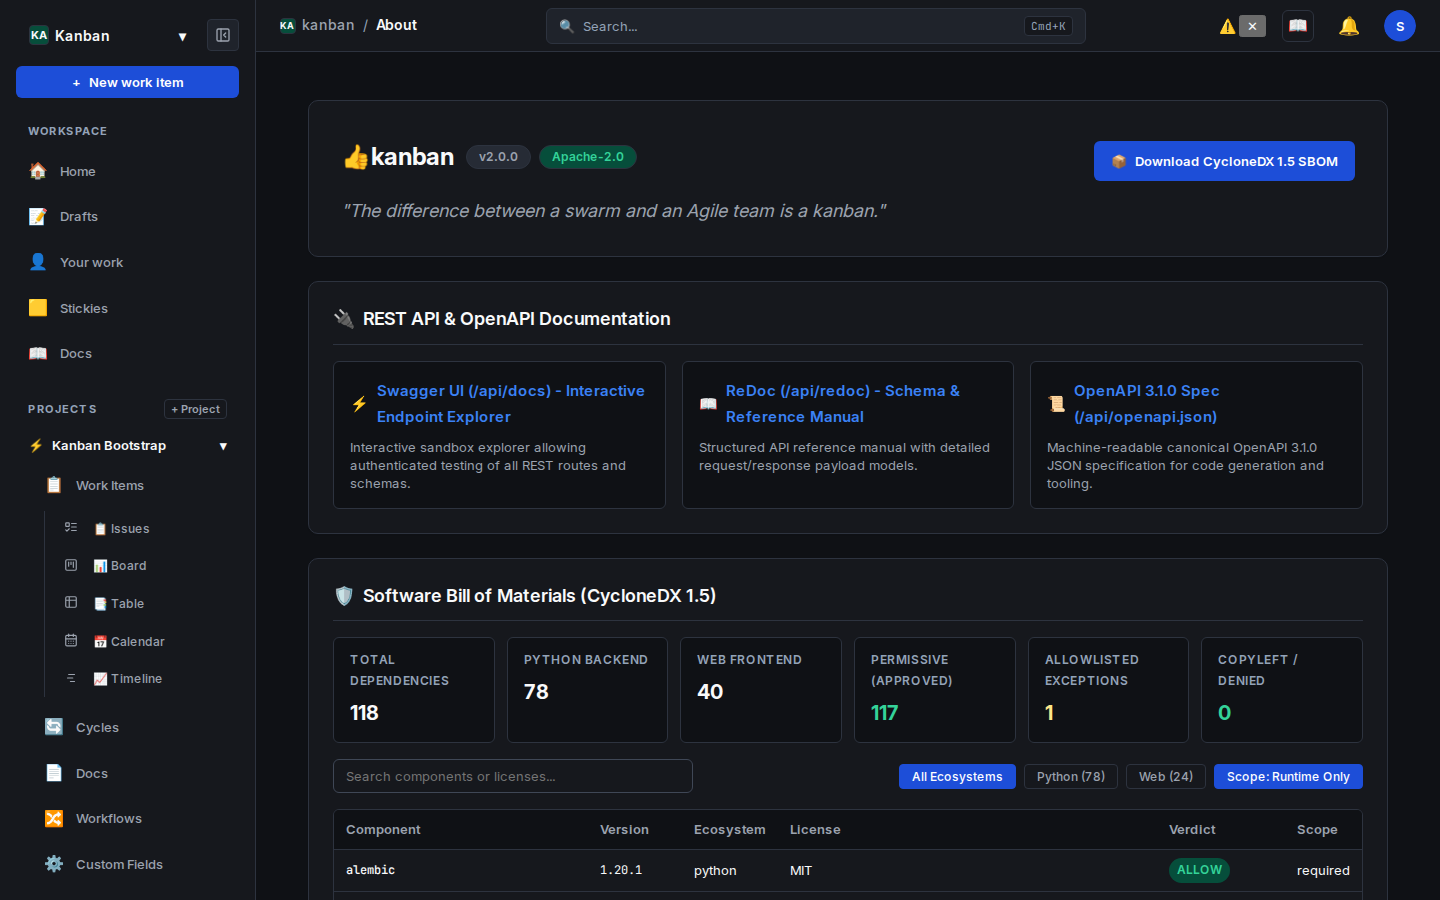 KA Kanban ▾
+ New work item
WORKSPACE
Home
Drafts
Your work
Stickies
Docs
PROJECTS
+ Project
Kanban Bootstrap ▾
Work Items
Issues
Board
Table
Calendar
Timeline
Cycles
Docs
Workflows
Custom Fields
KA kanban / About
Search...
Cmd+K
✕
S
kanban
v2.0.0
Apache-2.0
Download CycloneDX 1.5 SBOM
"The difference between a swarm and an Agile team is a kanban."
REST API & OpenAPI Documentation
Swagger UI (/api/docs) - Interactive
Endpoint Explorer
Interactive sandbox explorer allowing
authenticated testing of all REST routes and
schemas.
ReDoc (/api/redoc) - Schema &
Reference Manual
Structured API reference manual with detailed
request/response payload models.
OpenAPI 3.1.0 Spec
(/api/openapi.json)
Machine-readable canonical OpenAPI 3.1.0
JSON specification for code generation and
tooling.
Software Bill of Materials (CycloneDX 1.5)
TOTAL
DEPENDENCIES
118
PYTHON BACKEND
78
WEB FRONTEND
40
PERMISSIVE
(APPROVED)
117
ALLOWLISTED
EXCEPTIONS
1
COPYLEFT /
DENIED
0
Search components or licenses...
All Ecosystems
Python (78)
Web (24)
Scope: Runtime Only
Component Version Ecosystem License Verdict Scope
alembic 1.20.1 python MIT ALLOW required